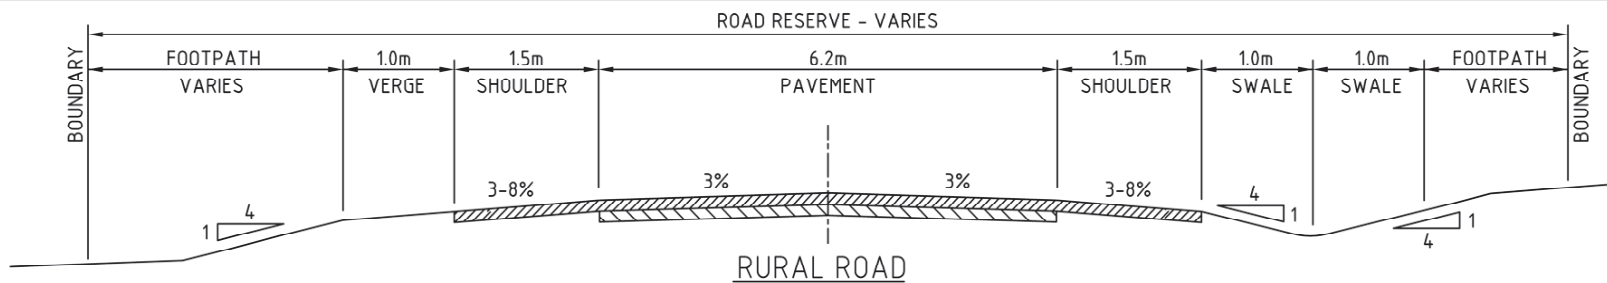 ROAD RESERVE - VARIES
BOUNDARY
FOOTPATH
VARIES
1.0m
VERGE
1.5m
SHOULDER
6.2m
PAVEMENT
1.5m
SHOULDER
1.0m
SWALE
1.0m
SWALE
FOOTPATH
VARIES
BOUNDARY
3-8%
3%
3%
3-8%
4
1
4
1
1
4
RURAL ROAD